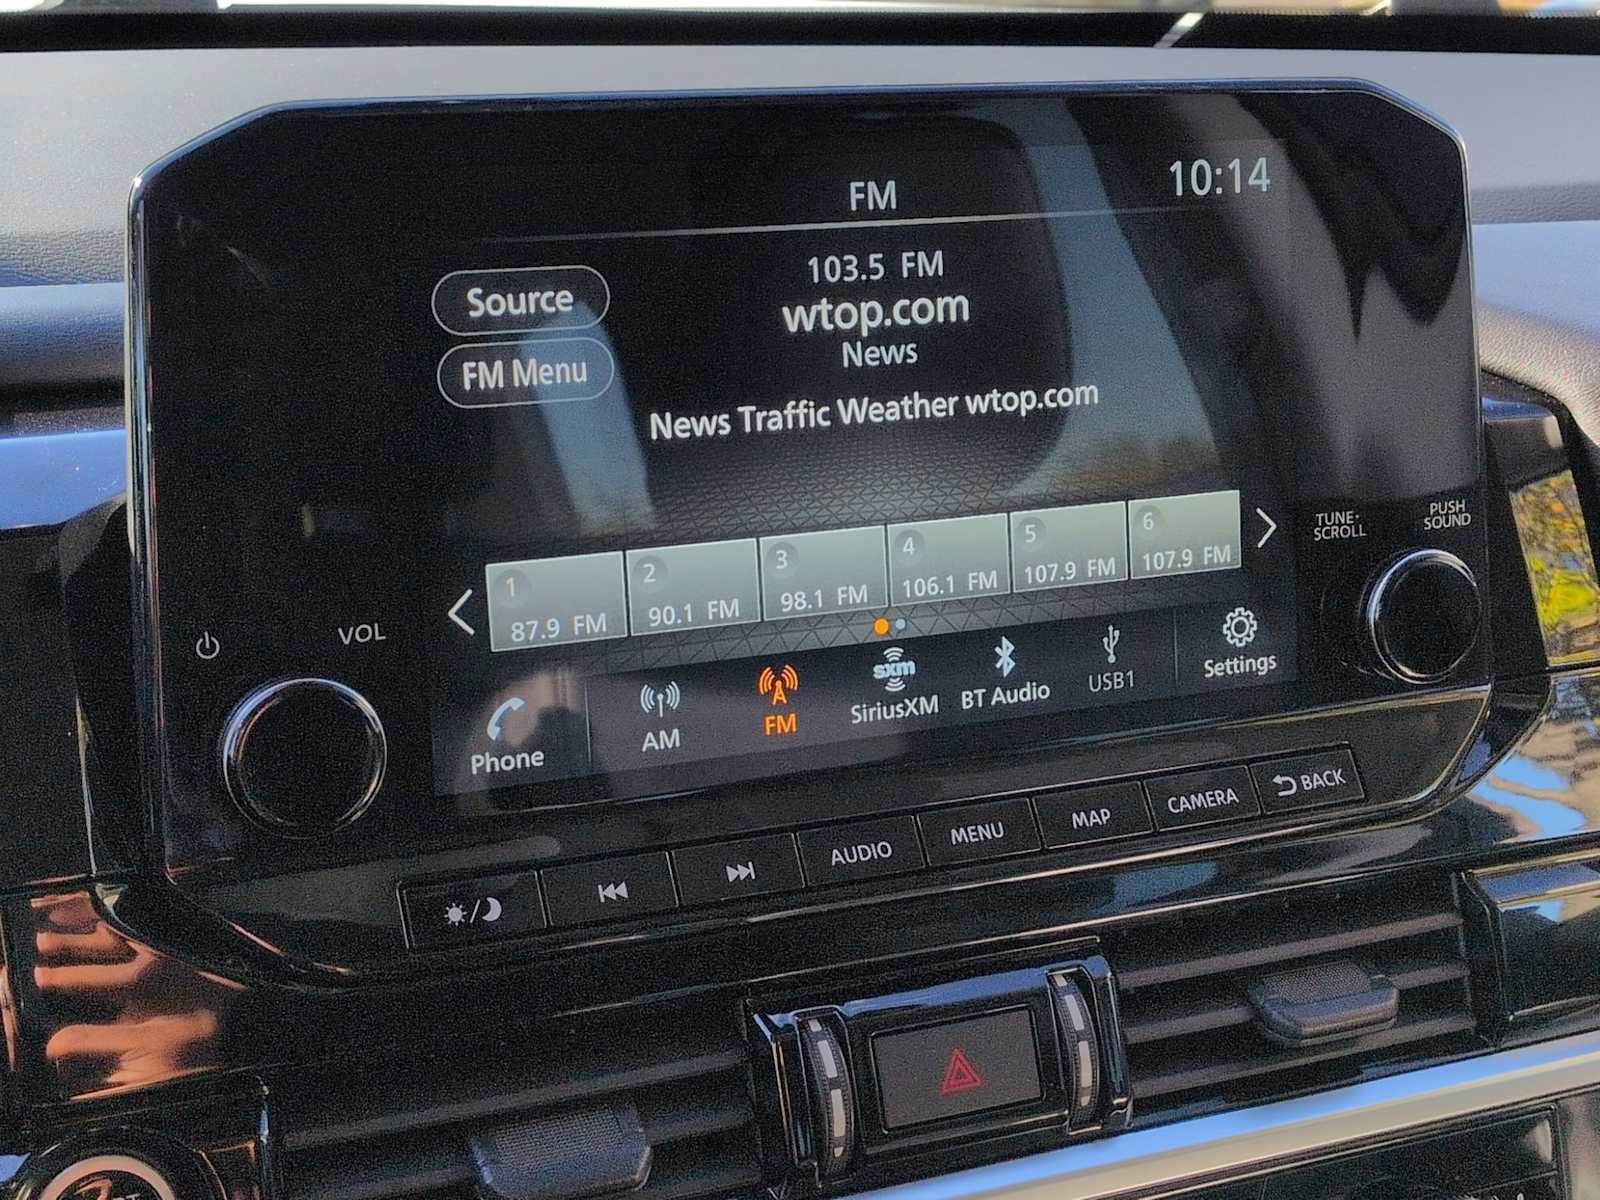 10:14
FM
103.5 FM
Source
wtop.com
News
FM Menu
News Traffic Weather wtop.com
TUNE·
SCROLL
PUSH
SOUND
1
87.9 FM
2
90.1 FM
3
98.1 FM
4
106.1 FM
5
107.9 FM
6
107.9 FM
VOL
Phone
AM
FM
sxm
SiriusXM
BT Audio
USB1
Settings
AUDIO
MENU
MAP
CAMERA
BACK